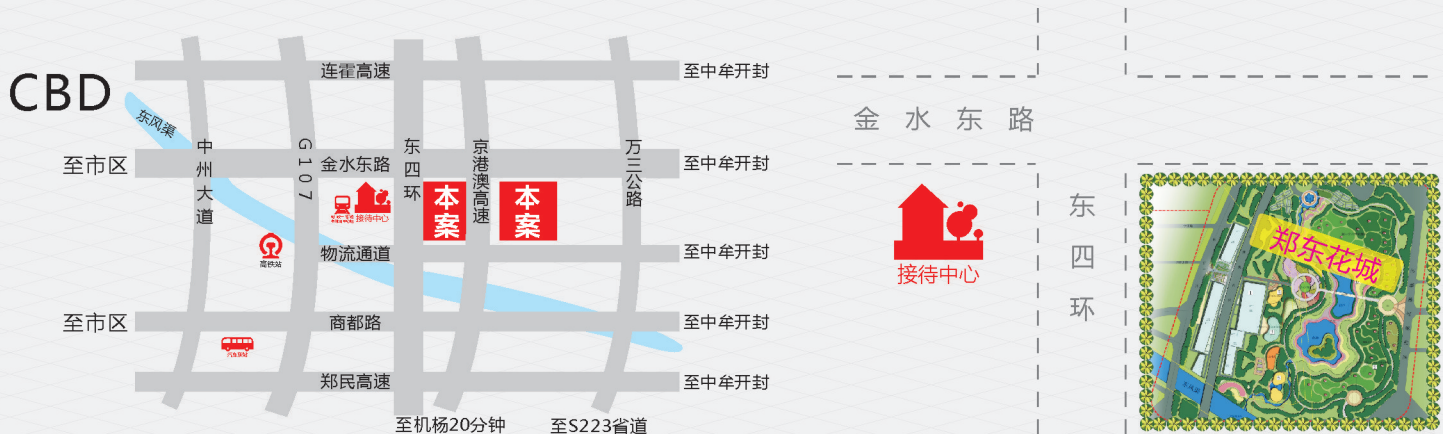 CBD
连霍高速
至中牟开封
东风渠
中州大道
G107
东四环
京港澳高速
万三公路
至市区
金水东路
至中牟开封
接待中心
本案
本案
高铁站
物流通道
至中牟开封
至市区
商都路
至中牟开封
郑民高速
至中牟开封
至机杨20分钟
至S223省道
金水东路
接待中心
东四环
郑东花城